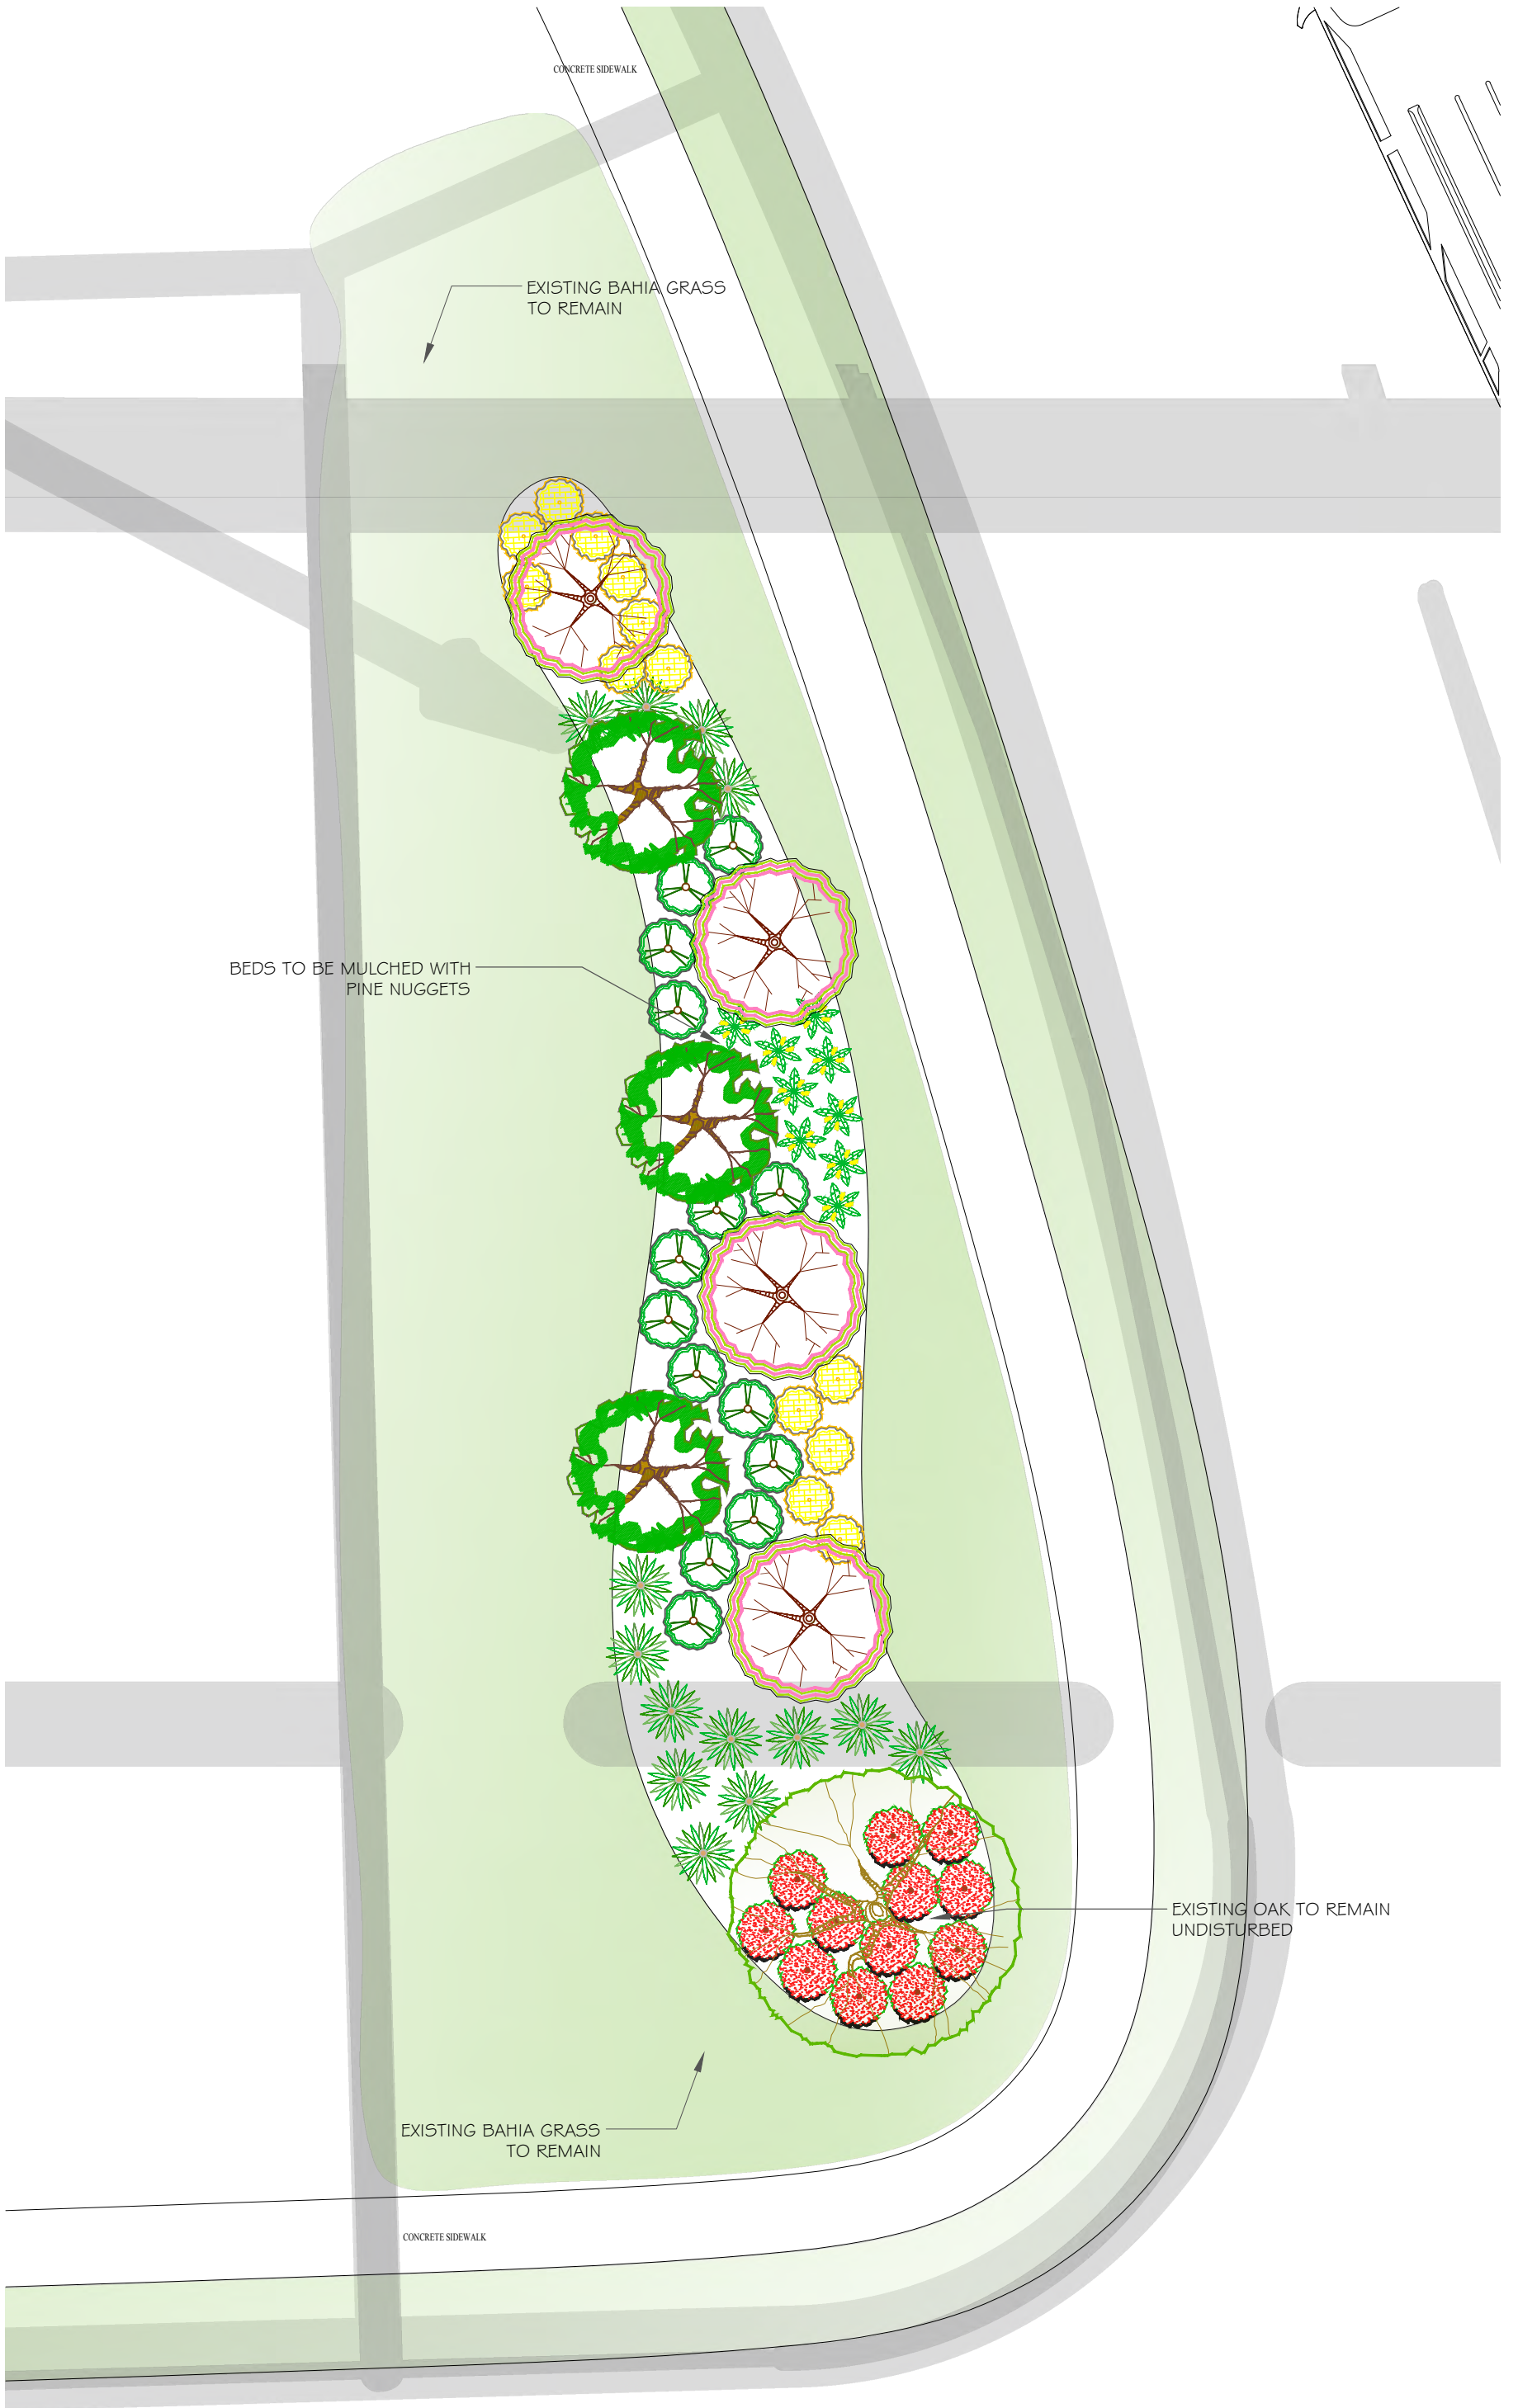 CONCRETE SIDEWALK
EXISTING BAHIA GRASS
TO REMAIN
BEDS TO BE MULCHED WITH
PINE NUGGETS
EXISTING OAK TO REMAIN
UNDISTURBED
EXISTING BAHIA GRASS
TO REMAIN
CONCRETE SIDEWALK